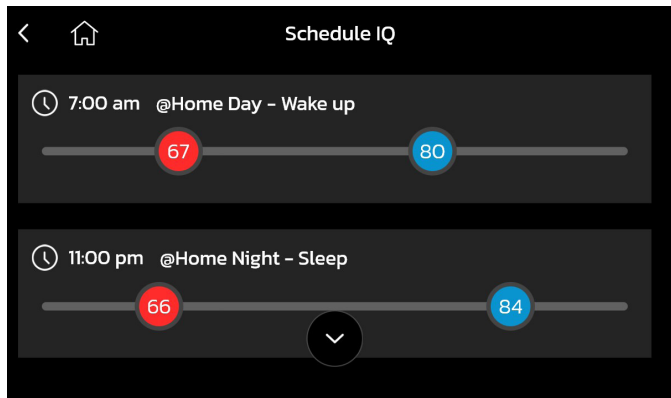 Schedule IQ
7:00 am @Home Day - Wake up
67 80
11:00 pm @Home Night - Sleep
66 84